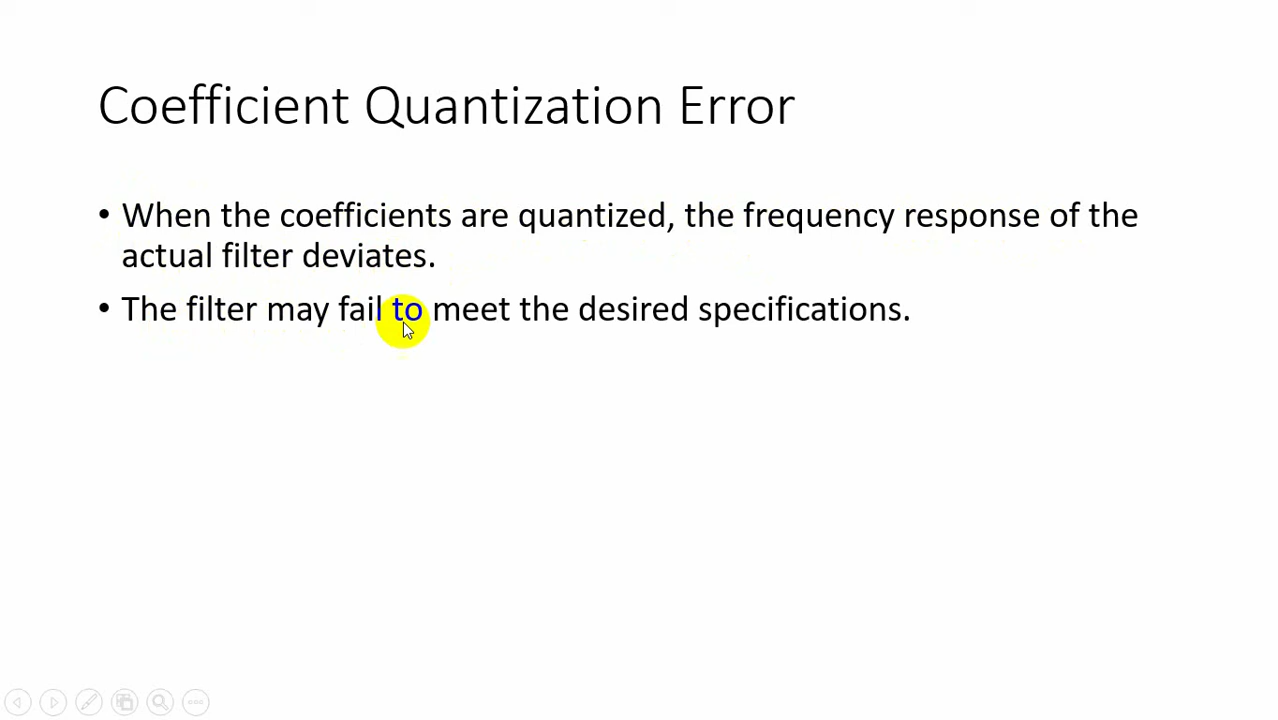 Coefficient Quantization Error
• When the coefficients are quantized, the frequency response of the
actual filter deviates.
• The filter may fail to meet the desired specifications.